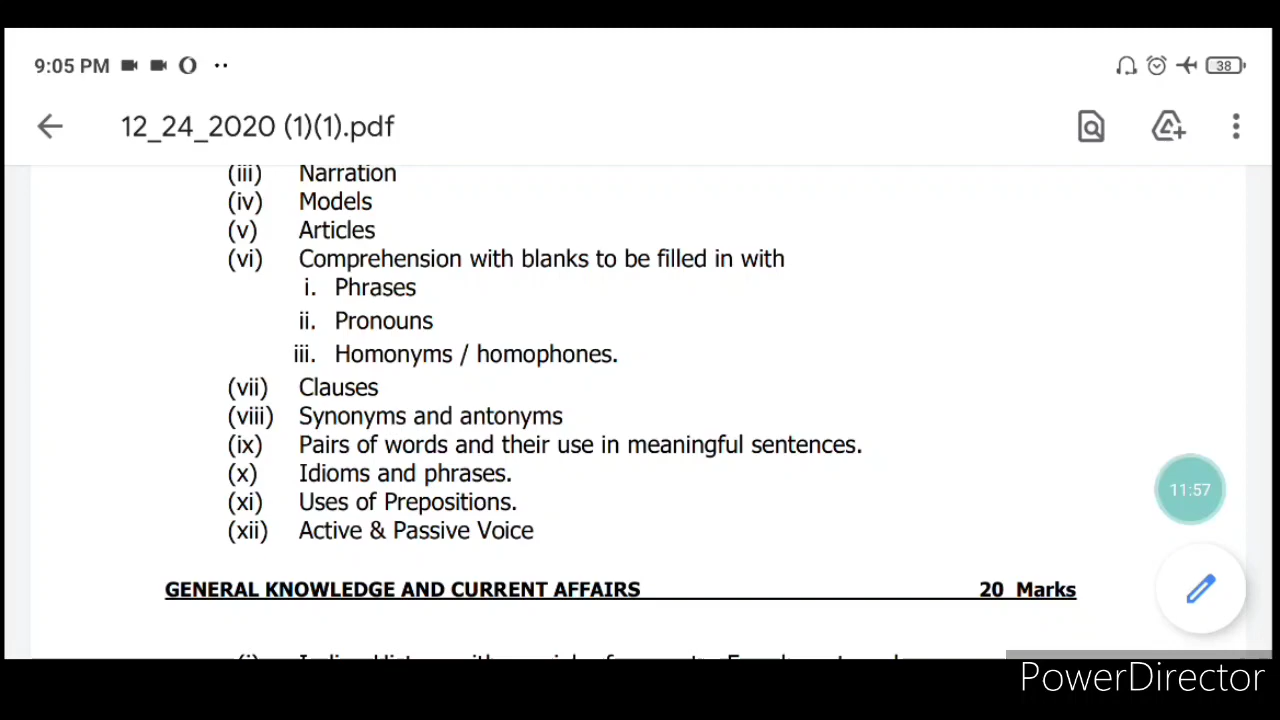 9:05 PM
38
12_24_2020 (1)(1).pdf
(iii) Narration
(iv) Models
(v) Articles
(vi) Comprehension with blanks to be filled in with
i. Phrases
ii. Pronouns
iii. Homonyms / homophones.
(vii) Clauses
(viii) Synonyms and antonyms
(ix) Pairs of words and their use in meaningful sentences.
(x) Idioms and phrases.
11:57
(xi) Uses of Prepositions.
(xii) Active & Passive Voice
GENERAL KNOWLEDGE AND CURRENT AFFAIRS 20 Marks
PowerDirector